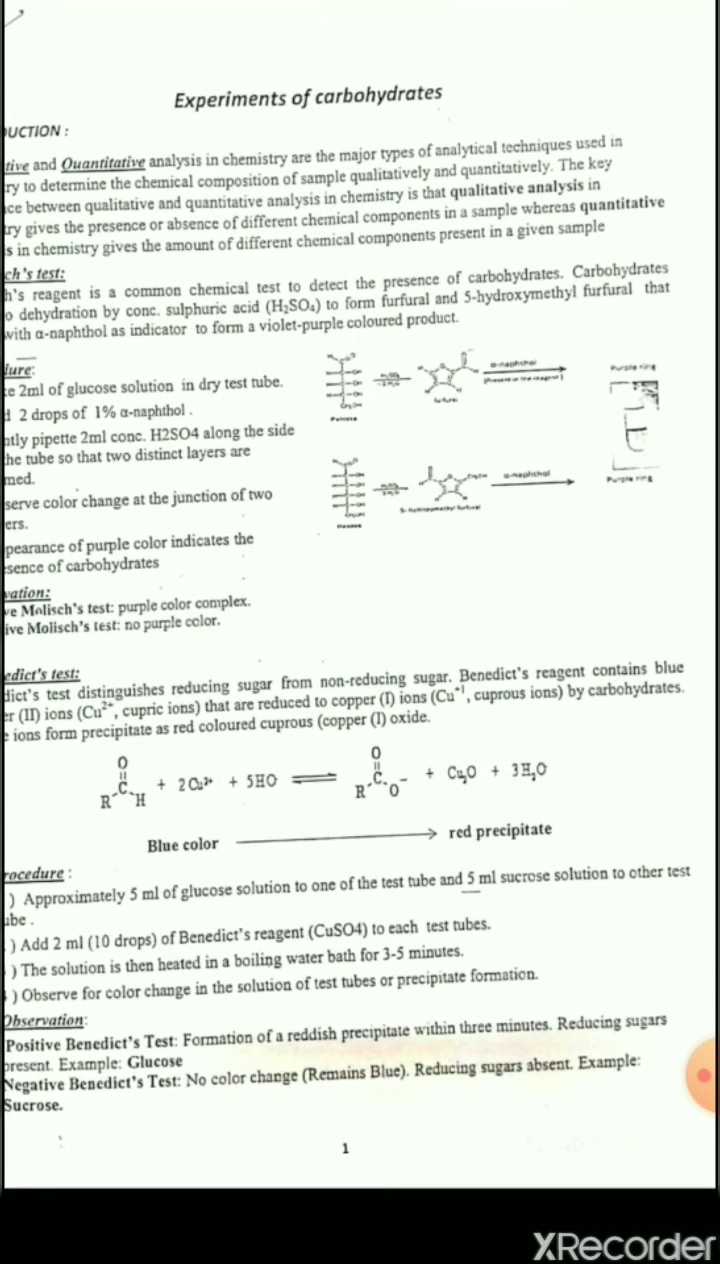 Experiments of carbohydrates
UCTION :
tive and Quantitative analysis in chemistry are the major types of analytical techniques used in
ry to determine the chemical composition of sample qualitatively and quantitatively. The key
ce between qualitative and quantitative analysis in chemistry is that qualitative analysis in
try gives the presence or absence of different chemical components in a sample whereas quantitative
s in chemistry gives the amount of different chemical components present in a given sample
ch's test:
h's reagent is a common chemical test to detect the presence of carbohydrates. Carbohydrates
o dehydration by conc. sulphuric acid (H₂SO₄) to form furfural and 5-hydroxymethyl furfural that
with α-naphthol as indicator to form a violet-purple coloured product.
dure:
ke 2ml of glucose solution in dry test tube.
d 2 drops of 1% α-naphthol .
ntly pipette 2ml conc. H2SO4 along the side
he tube so that two distinct layers are
med.
serve color change at the junction of two
ers.
pearance of purple color indicates the
esence of carbohydrates
α-naphthol
Purple ring
furfural
Pentose
α-naphthol
Purple ring
5-hydroxymethyl furfural
Hexose
vation:
ve Molisch's test: purple color complex.
ive Molisch's test: no purple color.
edict's test:
dict's test distinguishes reducing sugar from non-reducing sugar. Benedict's reagent contains blue
er (II) ions (Cu²⁺, cupric ions) that are reduced to copper (I) ions (Cu⁺¹, cuprous ions) by carbohydrates.
e ions form precipitate as red coloured cuprous (copper (I) oxide.
O O
R C H + 2 Cu²⁺ + 5HO ⇌ R C O⁻ + Cu₂O + 3H₂O
Blue color → red precipitate
rocedure :
) Approximately 5 ml of glucose solution to one of the test tube and 5 ml sucrose solution to other test
ube .
) Add 2 ml (10 drops) of Benedict's reagent (CuSO4) to each test tubes.
) The solution is then heated in a boiling water bath for 3-5 minutes.
) Observe for color change in the solution of test tubes or precipitate formation.
Observation:
Positive Benedict's Test: Formation of a reddish precipitate within three minutes. Reducing sugars
present. Example: Glucose
Negative Benedict's Test: No color change (Remains Blue). Reducing sugars absent. Example:
Sucrose.
1
XRecorder